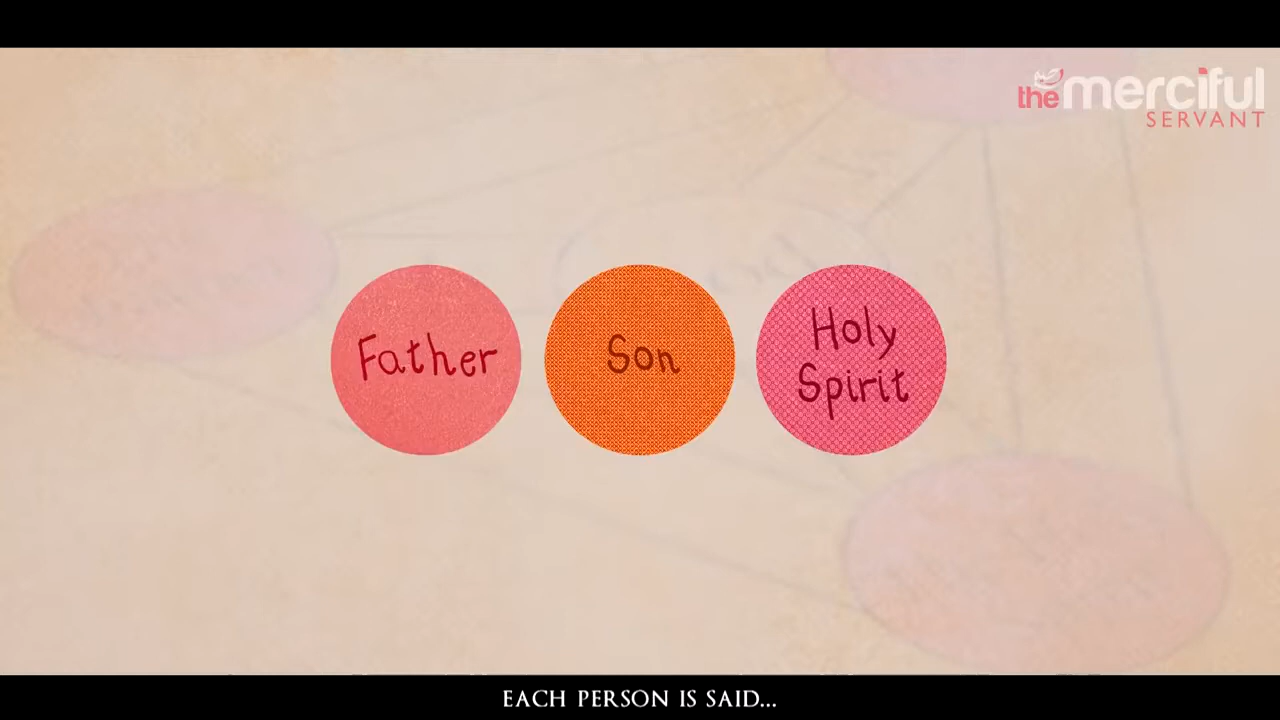 the merciful
SERVANT
Father
Son
Holy
Spirit
EACH PERSON IS SAID...